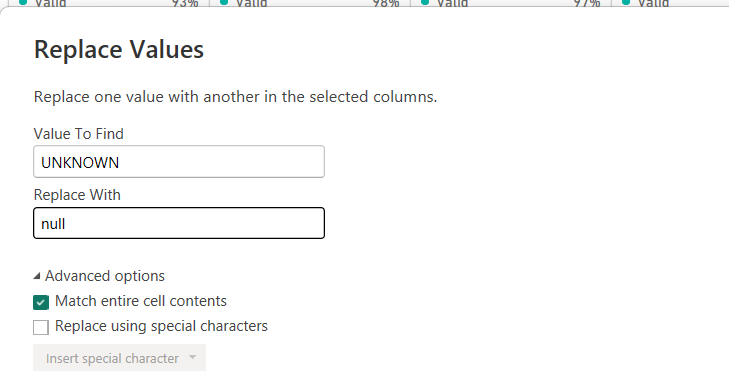 Valid 93% Valid 98% Valid 97% Valid
Replace Values
Replace one value with another in the selected columns.
Value To Find
UNKNOWN
Replace With
null
Advanced options
Match entire cell contents
Replace using special characters
Insert special character